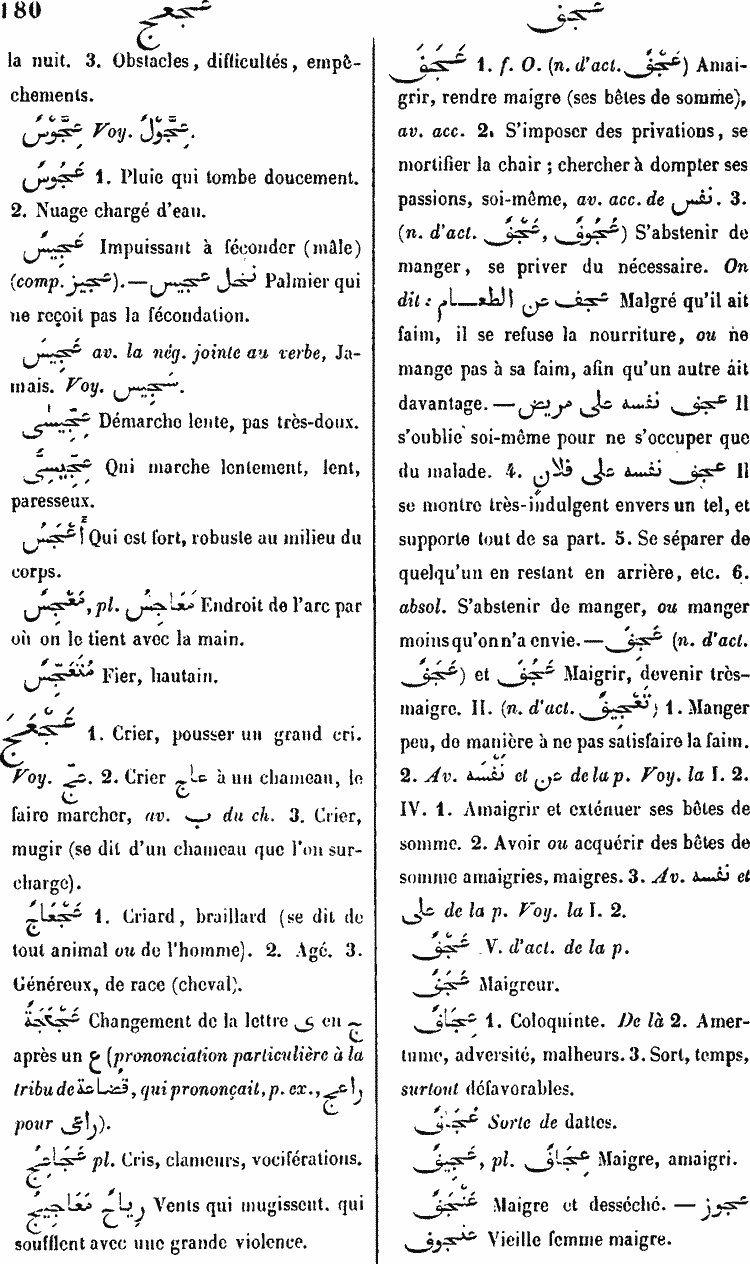 180 عجعج
عجف
la nuit. 3. Obstacles, difficultés, empê-
chements.
عِجَّوْسٌ Voy. عِجَّوْلٌ.
عَجُوسٌ 1. Pluie qui tombe doucement.
2. Nuage chargé d'eau.
عَجِيسٌ Impuissant à féconder (mâle)
(comp. عجيز). — نخل عجيس Palmier qui
ne reçoit pas la fécondation.
عُجَيْسٌ av. la nég. jointe au verbe, Ja-
mais. Voy. سَجِيس.
عِجِّيسَى Démarche lente, pas très-doux.
Qui marche lentement, lent,
paresseux.
أَعْجَسُ Qui est fort, robuste au milieu du
corps.
مَعْجِسٌ, pl. مَعَاجِسُ Endroit de l'arc par
où on le tient avec la main.
مُتَعَجِّسٌ Fier, hautain.
عَجْعَجَ 1. Crier, pousser un grand cri.
Voy. عجّ. 2. Crier عاج à un chameau, le
faire marcher, av. ب du ch. 3. Crier,
mugir (se dit d'un chameau que l'on sur-
charge).
عَجْعَاجٌ 1. Criard, braillard (se dit de
tout animal ou de l'homme). 2. Agé. 3.
Généreux, de race (cheval).
عَجْعَجَةٌ Changement de la lettre ى en ج
après un ع (prononciation particulière à la
tribu de قضاعة, qui prononçait, p. ex., راعج
pour راعى).
pl. Cris, clameurs, vociférations.
رياح مَعَاجِيجُ Vents qui mugissent. qui
soufflent avec une grande violence.
عَجَفَ 1. f. O. (n. d'act. عَجْفٌ) Amai-
grir, rendre maigre (ses bêtes de somme),
av. acc. 2. S'imposer des privations, se
mortifier la chair ; chercher à dompter ses
passions, soi-même, av. acc. de نفس. 3.
(n. d'act. عَجْفٌ, عُجُوفٌ) S'abstenir de
manger, se priver du nécessaire. On
dit : عجف عن الطعام Malgré qu'il ait
faim, il se refuse la nourriture, ou ne
mange pas à sa faim, afin qu'un autre ait
davantage. — عجف نفسه على مريض Il
s'oublie soi-même pour ne s'occuper que
du malade. 4. عجف نفسه على فلان Il
se montre très-indulgent envers un tel, et
supporte tout de sa part. 5. Se séparer de
quelqu'un en restant en arrière, etc. 6.
absol. S'abstenir de manger, ou manger
moins qu'on n'a envie. — عَجِفَ (n. d'act.
عَجَفٌ) et عَجُفَ Maigrir, devenir très-
maigre. II. (n. d'act. تَعْجِيفٌ) 1. Manger
peu, de manière à ne pas satisfaire la faim.
2. Av. نَفْسَهُ et عن de la p. Voy. la I. 2.
IV. 1. Amaigrir et exténuer ses bêtes de
somme. 2. Avoir ou acquérir des bêtes de
somme amaigries, maigres. 3. Av. نفسه et
على de la p. Voy. la I. 2.
عَجْفٌ N. d'act. de la p.
عَجَفٌ Maigreur.
عِجَافٌ 1. Coloquinte. De là 2. Amer-
tume, adversité, malheurs. 3. Sort, temps,
surtout défavorables.
عُجَافٌ Sorte de dattes.
عَجِيفٌ, pl. عِجَافٌ Maigre, amaigri.
عَنْجَفٌ Maigre et desséché. — عجوز
عنجوف Vieille femme maigre.